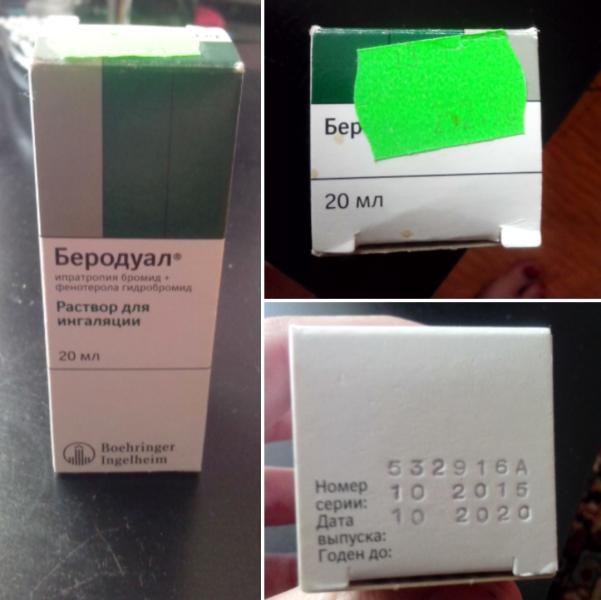 Беродуал®
ипратропия бромид +
фенотерола гидробромид
Раствор для
ингаляции
20 мл
Boehringer
Ingelheim
Бер
20 мл
532916A
Номер
серии:
10 2015
Дата
выпуска:
10 2020
Годен до: